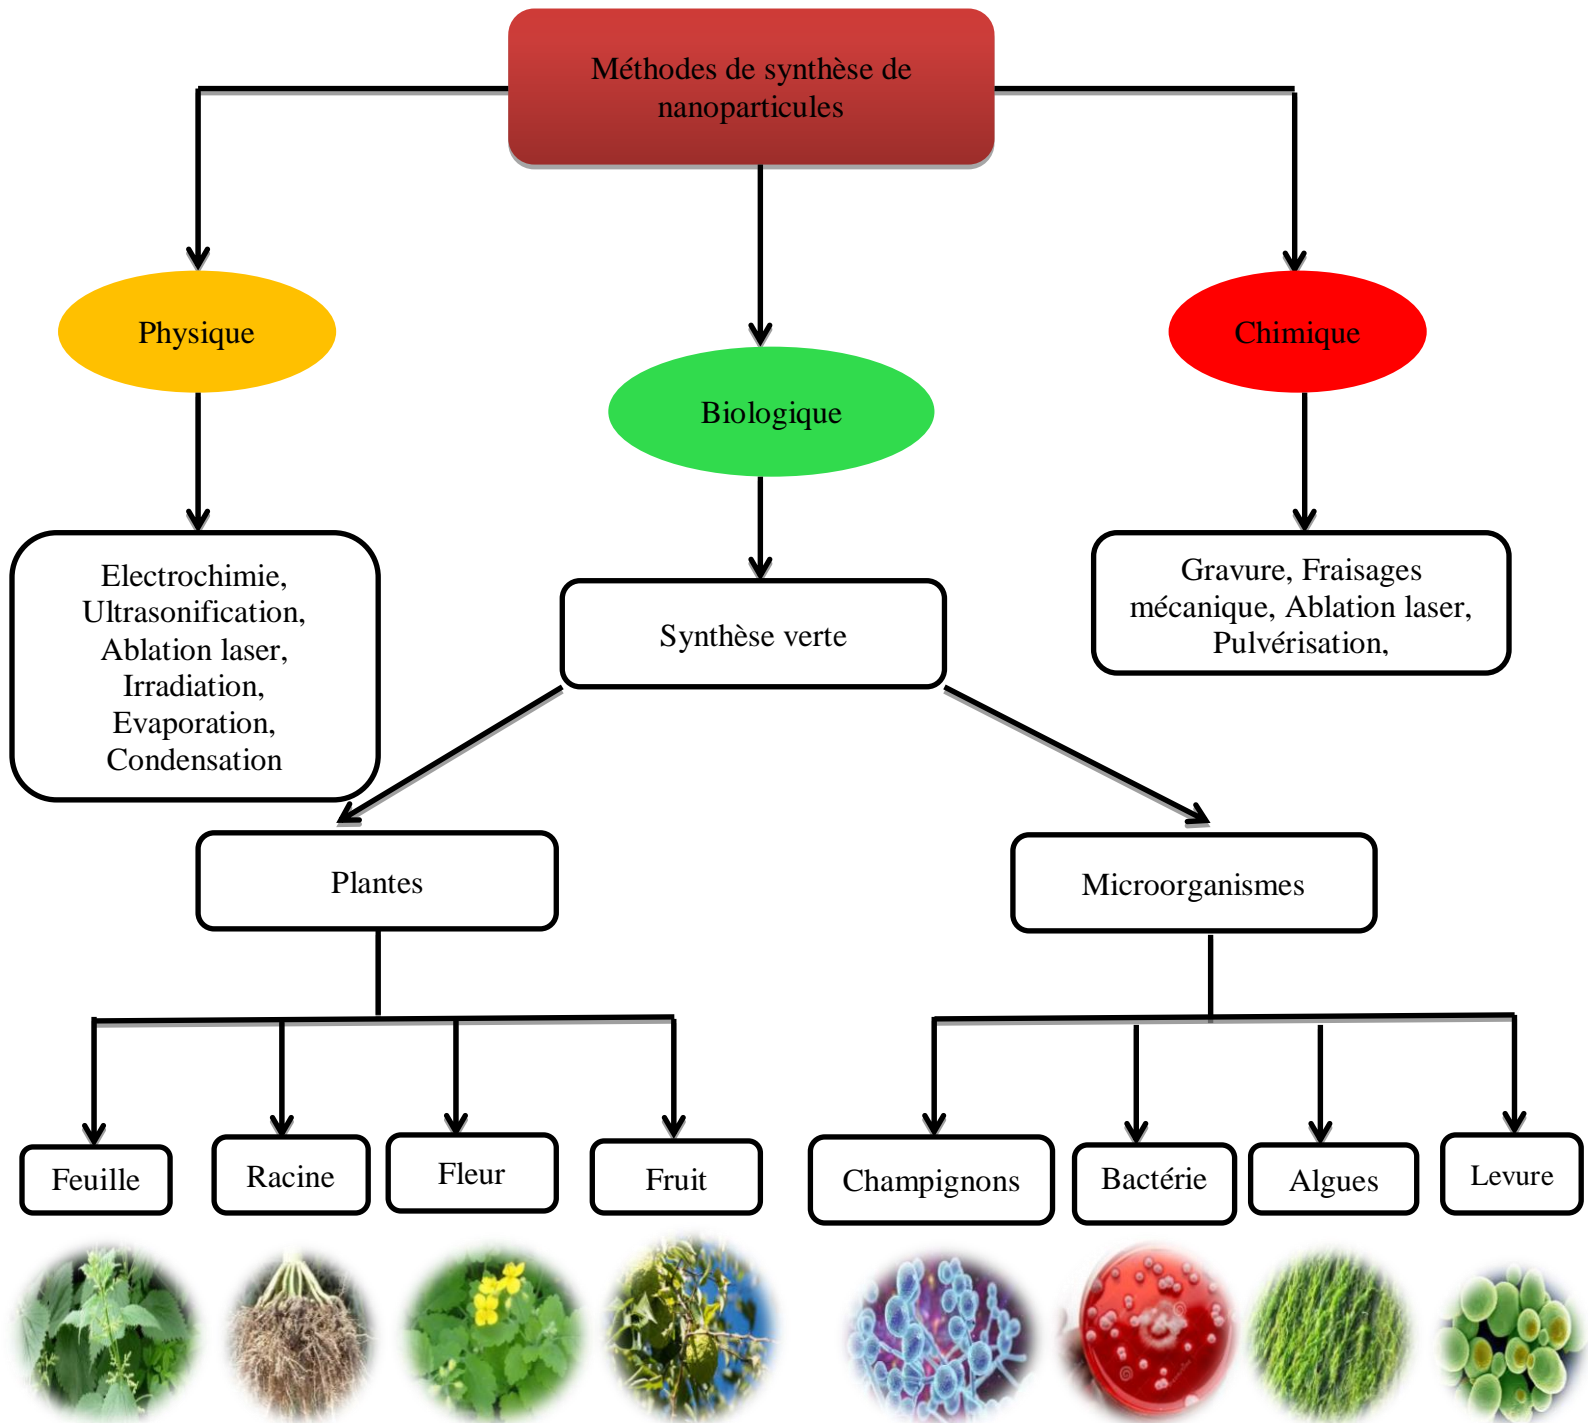 Méthodes de synthèse de
nanoparticules
Physique
Chimique
Biologique
Electrochimie,
Ultrasonification,
Ablation laser,
Irradiation,
Evaporation,
Condensation
Gravure, Fraisages
mécanique, Ablation laser,
Pulvérisation,
Synthèse verte
Plantes
Microorganismes
Feuille
Racine
Fleur
Fruit
Champignons
Bactérie
Algues
Levure